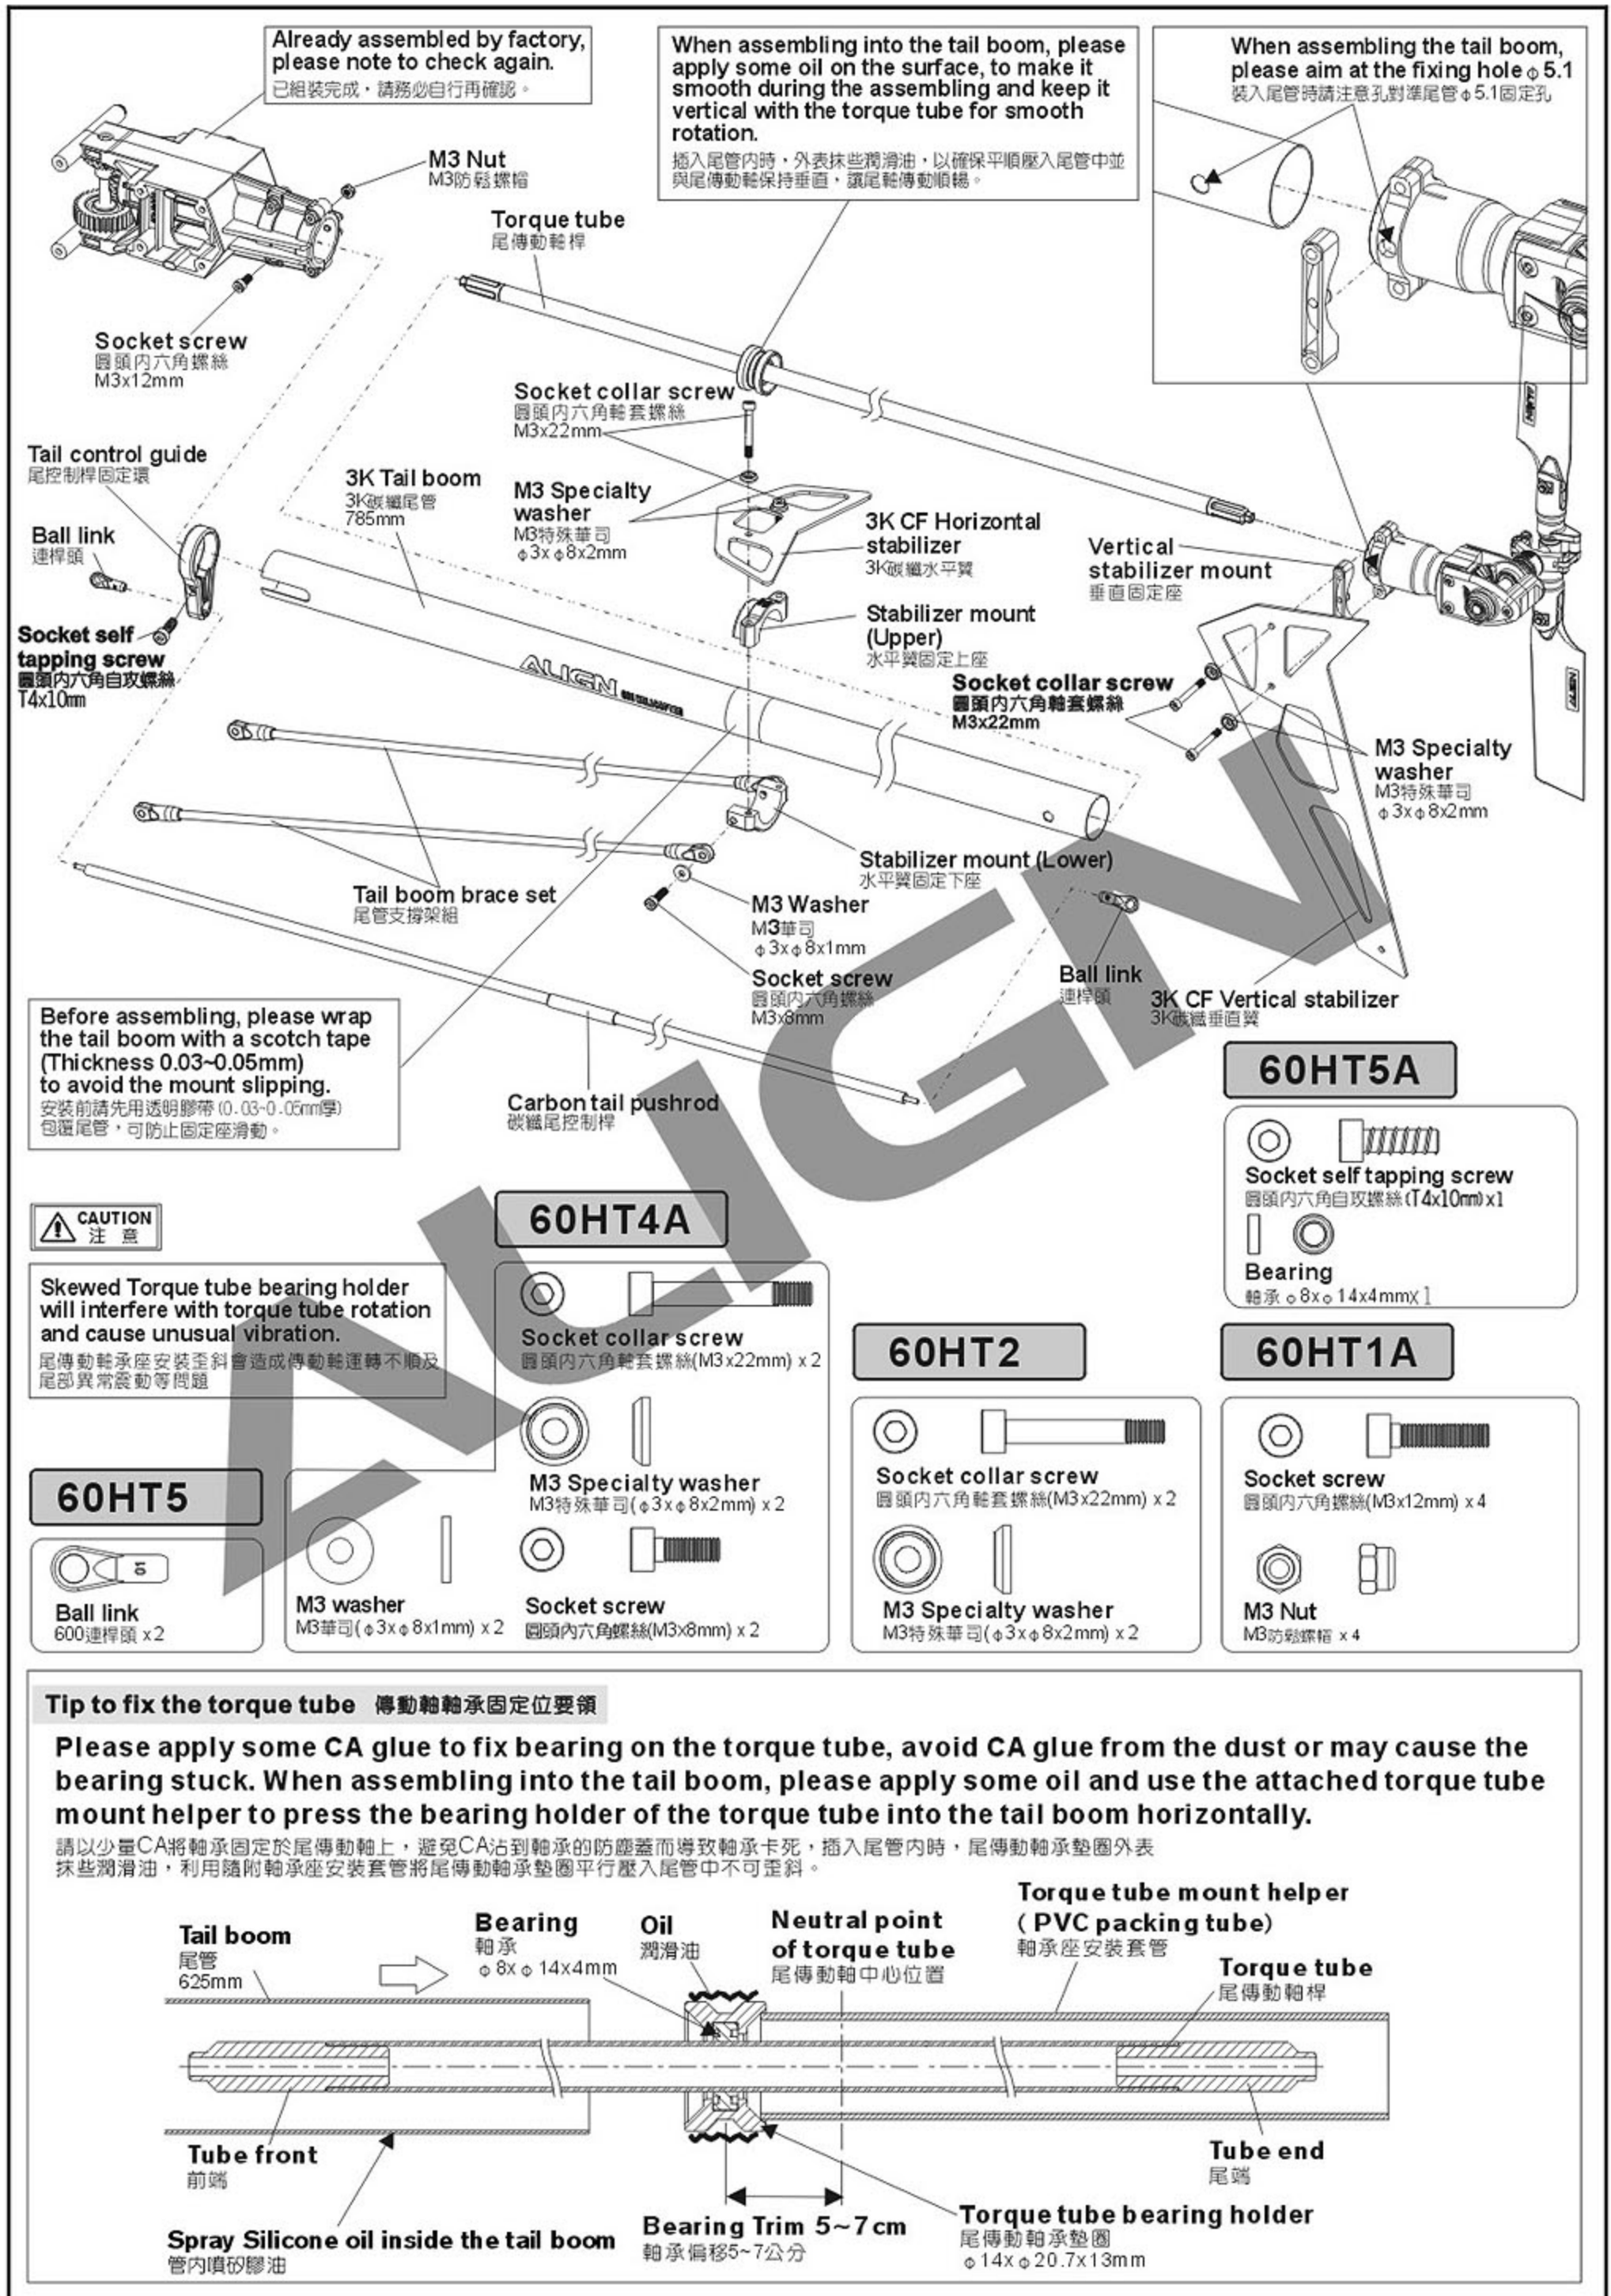 Already assembled by factory,
please note to check again.
已組裝完成，請務必自行再確認。
When assembling into the tail boom, please
apply some oil on the surface, to make it
smooth during the assembling and keep it
vertical with the torque tube for smooth
rotation.
插入尾管內時，外表抹些潤滑油，以確保平順壓入尾管中並
與尾傳動軸保持垂直，讓尾軸傳動順暢。
When assembling the tail boom,
please aim at the fixing hole φ5.1
裝入尾管時請注意孔對準尾管φ5.1固定孔
M3 Nut
M3防鬆螺帽
Torque tube
尾傳動軸桿
Socket screw
圓頭內六角螺絲
M3x12mm
Socket collar screw
圓頭內六角軸套螺絲
M3x22mm
Tail control guide
尾控制桿固定環
3K Tail boom
3K碳纖尾管
785mm
M3 Specialty
washer
M3特殊華司
φ3xφ8x2mm
3K CF Horizontal
stabilizer
3K碳纖水平翼
Ball link
連桿頭
Vertical
stabilizer mount
垂直固定座
Stabilizer mount
(Upper)
水平翼固定上座
Socket self
tapping screw
圓頭內六角自攻螺絲
T4x10mm
ALIGN
Socket collar screw
圓頭內六角軸套螺絲
M3x22mm
M3 Specialty
washer
M3特殊華司
φ3xφ8x2mm
Stabilizer mount (Lower)
水平翼固定下座
Tail boom brace set
尾管支撐架組
M3 Washer
M3華司
φ3xφ8x1mm
Socket screw
圓頭內六角螺絲
M3x8mm
Ball link
連桿頭
3K CF Vertical stabilizer
3K碳纖垂直翼
Before assembling, please wrap
the tail boom with a scotch tape
(Thickness 0.03~0.05mm)
to avoid the mount slipping.
安裝前請先用透明膠帶(0.03-0.05mm厚)
包覆尾管，可防止固定座滑動。
Carbon tail pushrod
碳纖尾控制桿
ALIGN
60HT5A
Socket self tapping screw
圓頭內六角自攻螺絲(T4x10mm)x1
Bearing
軸承 φ8xφ14x4mmX1
CAUTION
注 意
Skewed Torque tube bearing holder
will interfere with torque tube rotation
and cause unusual vibration.
尾傳動軸承座安裝歪斜會造成傳動軸運轉不順及
尾部異常震動等問題
60HT4A
Socket collar screw
圓頭內六角軸套螺絲(M3x22mm) x 2
M3 Specialty washer
M3特殊華司(φ3xφ8x2mm) x 2
M3 washer
M3華司(φ3xφ8x1mm) x 2
Socket screw
圓頭內六角螺絲(M3x8mm) x 2
60HT5
01
Ball link
600連桿頭 x2
60HT2
Socket collar screw
圓頭內六角軸套螺絲(M3x22mm) x 2
M3 Specialty washer
M3特殊華司(φ3xφ8x2mm) x 2
60HT1A
Socket screw
圓頭內六角螺絲(M3x12mm) x 4
M3 Nut
M3防鬆螺帽 x 4
Tip to fix the torque tube 傳動軸軸承固定位要領
Please apply some CA glue to fix bearing on the torque tube, avoid CA glue from the dust or may cause the
bearing stuck. When assembling into the tail boom, please apply some oil and use the attached torque tube
mount helper to press the bearing holder of the torque tube into the tail boom horizontally.
請以少量CA將軸承固定於尾傳動軸上，避免CA沾到軸承的防塵蓋而導致軸承卡死，插入尾管內時，尾傳動軸承墊圈外表
抹些潤滑油，利用隨附軸承座安裝套管將尾傳動軸承墊圈平行壓入尾管中不可歪斜。
Tail boom
尾管
625mm
Bearing
軸承
φ8xφ14x4mm
Oil
潤滑油
Neutral point
of torque tube
尾傳動軸中心位置
Torque tube mount helper
( PVC packing tube)
軸承座安裝套管
Torque tube
尾傳動軸桿
Tube front
前端
Tube end
尾端
Spray Silicone oil inside the tail boom
管內噴矽膠油
Bearing Trim 5~7cm
軸承偏移5~7公分
Torque tube bearing holder
尾傳動軸承墊圈
φ14xφ20.7x13mm